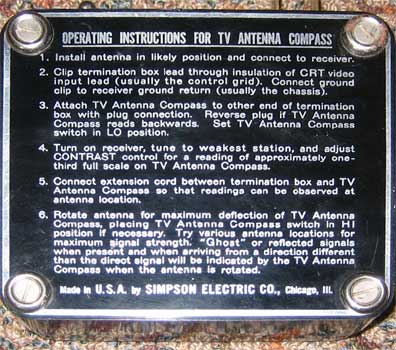 OPERATING INSTRUCTIONS FOR TV ANTENNA COMPASS
1. Install antenna in likely position and connect to receiver.
2. Clip termination box lead through insulation of CRT video
input lead (usually the control grid). Connect ground
clip to receiver ground return (usually the chassis).
3. Attach TV Antenna Compass to other end of termination
box with plug connection. Reverse plug if TV Antenna
Compass reads backwards. Set TV Antenna Compass
switch in LO position.
4. Turn on receiver, tune to weakest station, and adjust
CONTRAST control for a reading of approximately one-
third full scale on TV Antenna Compass.
5. Connect extension cord between termination box and TV
Antenna Compass so that readings can be observed at
antenna location.
6. Rotate antenna for maximum deflection of TV Antenna
Compass, placing TV Antenna Compass switch in HI
position if necessary. Try various antenna locations for
maximum signal strength. "Ghost" or reflected signals
when present and when arriving from a direction different
than the direct signal will be indicated by the TV Antenna
Compass when the antenna is rotated.
Made in U.S.A. by SIMPSON ELECTRIC CO., Chicago, Ill.